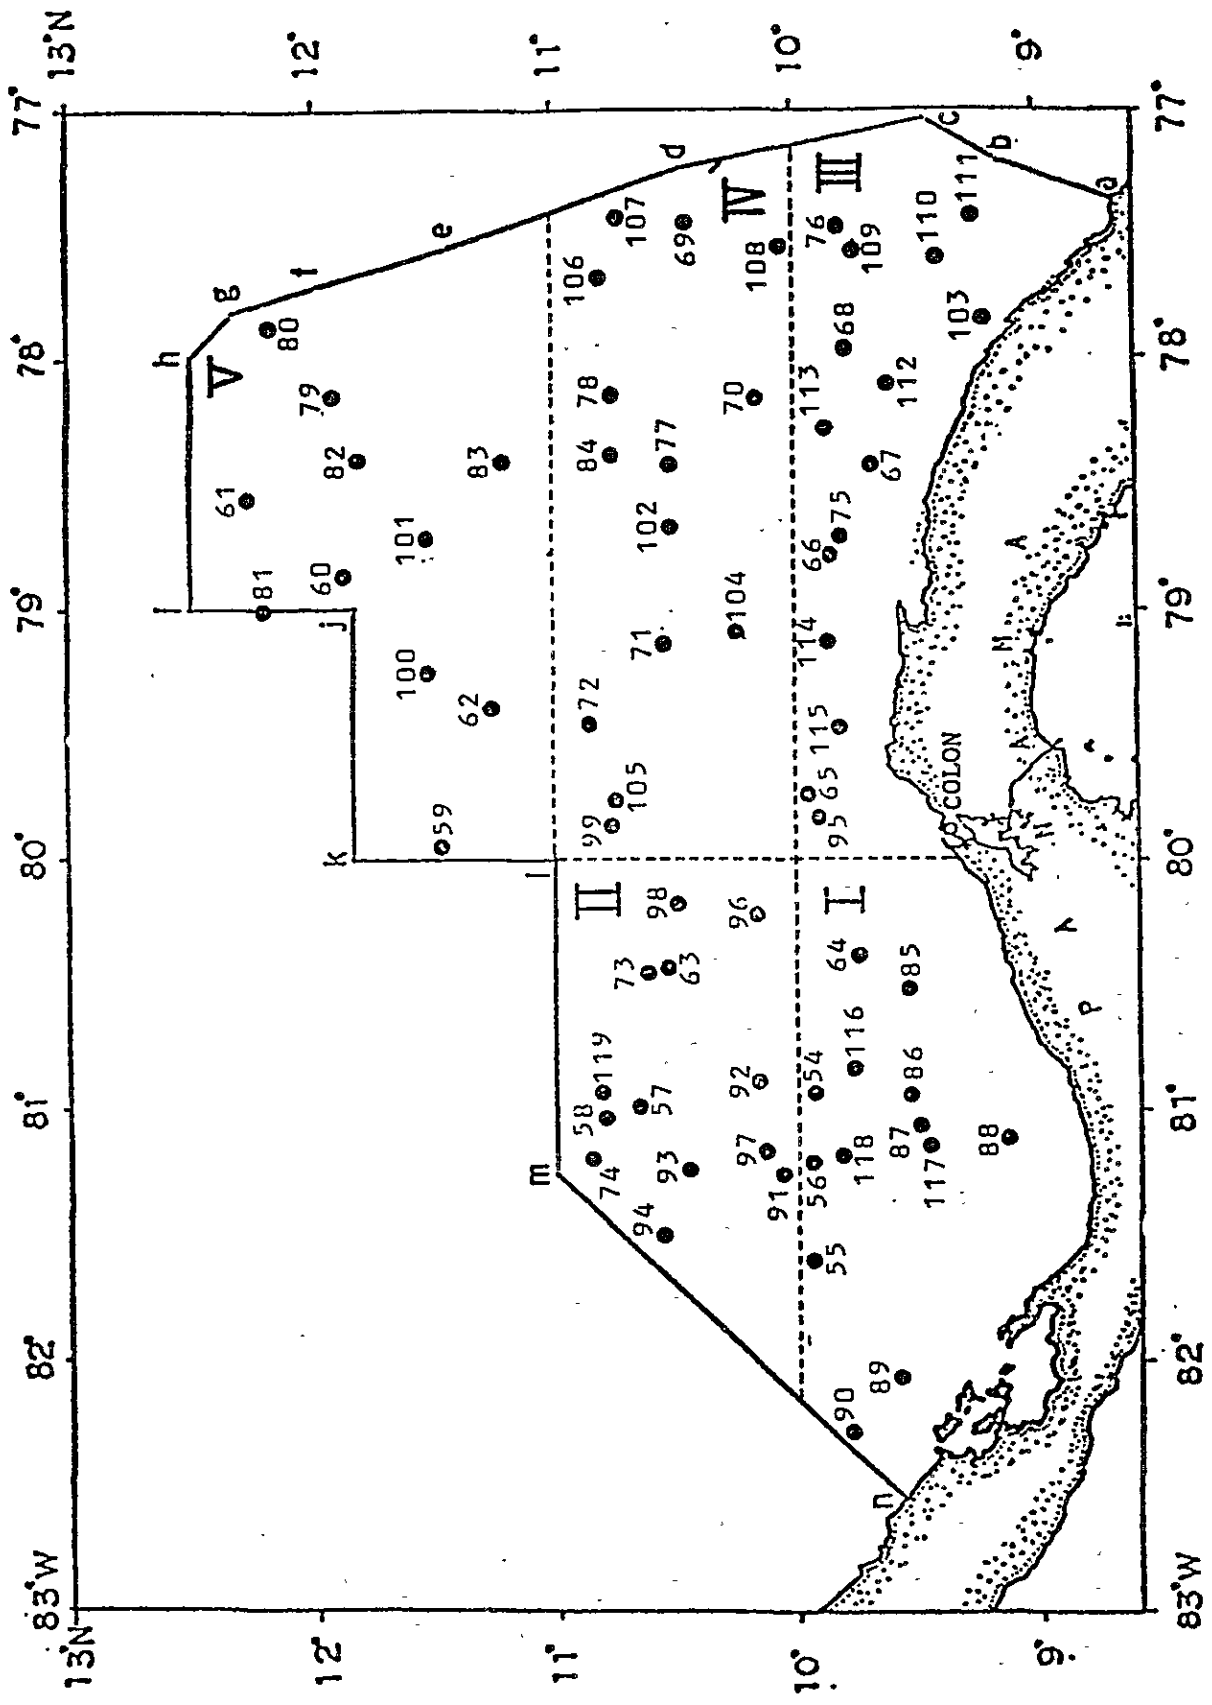 83°W 82° 81° 80° 79° 78° 77°
13°N 13°N
i h
V g
61 80
81
79
f
12° 12°
60 82
k j
101
100
e
59 62 83
11° 11°
m l
106
74 58 119 II 99 72 84 78
94 73 105 107
57 98 71 102 77 d
93 63 69
92 96 104 70 IV
97 108
91
10° 10°
56 54 113 III
55 118 I 65 114 66 76
90 116 64 95 115 75 68
109
89 87 86 85 67 112 110
n 117 c
COLON 103 111
88 b
9° 9°
P A N A M A
a
83°W 82° 81° 80° 79° 78° 77°